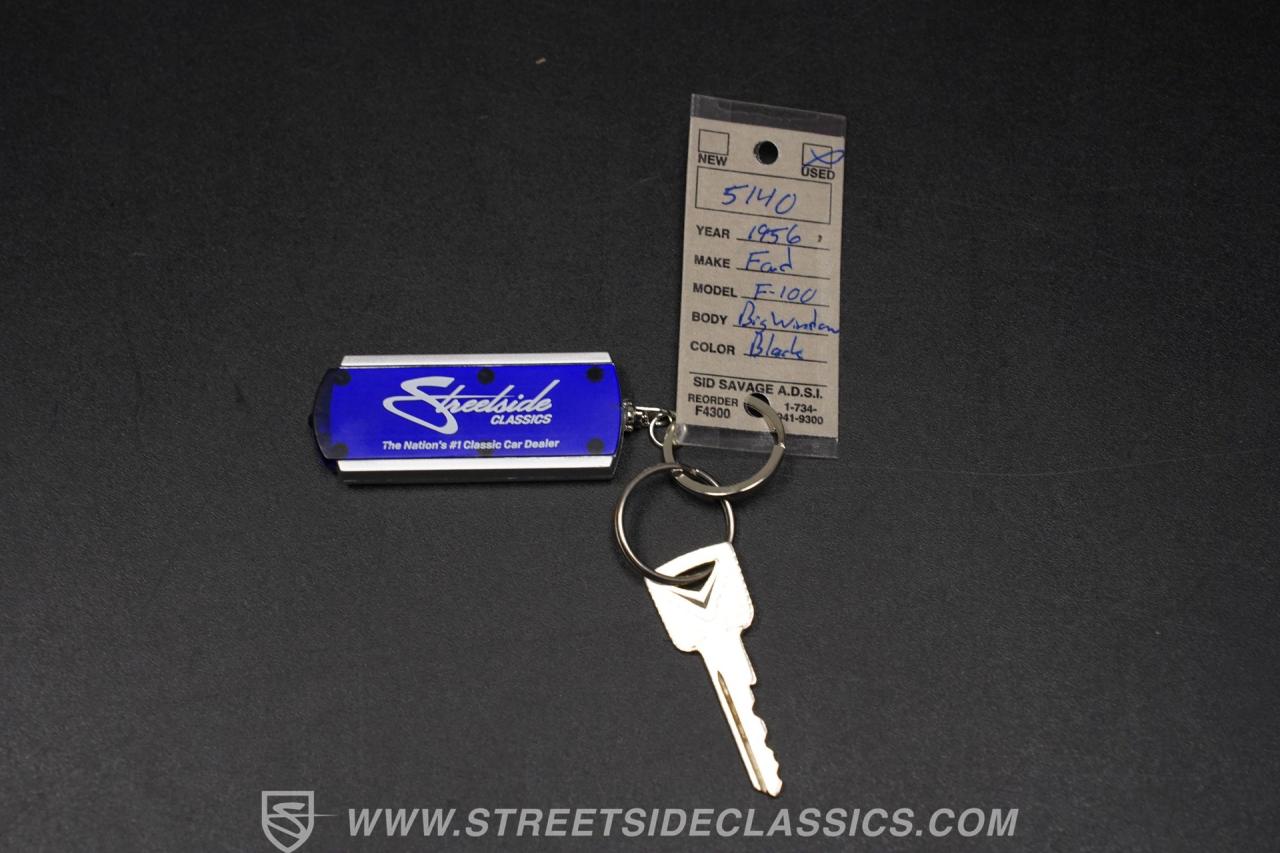 NEW
USED
5140
YEAR 1956
MAKE Ford
MODEL F-100
BODY Big Window
COLOR Black
SID SAVAGE A.D.S.I.
REORDER F4300
1-734-
941-9300
Streetside
CLASSICS
The Nation's #1 Classic Car Dealer
WWW.STREETSIDECLASSICS.COM